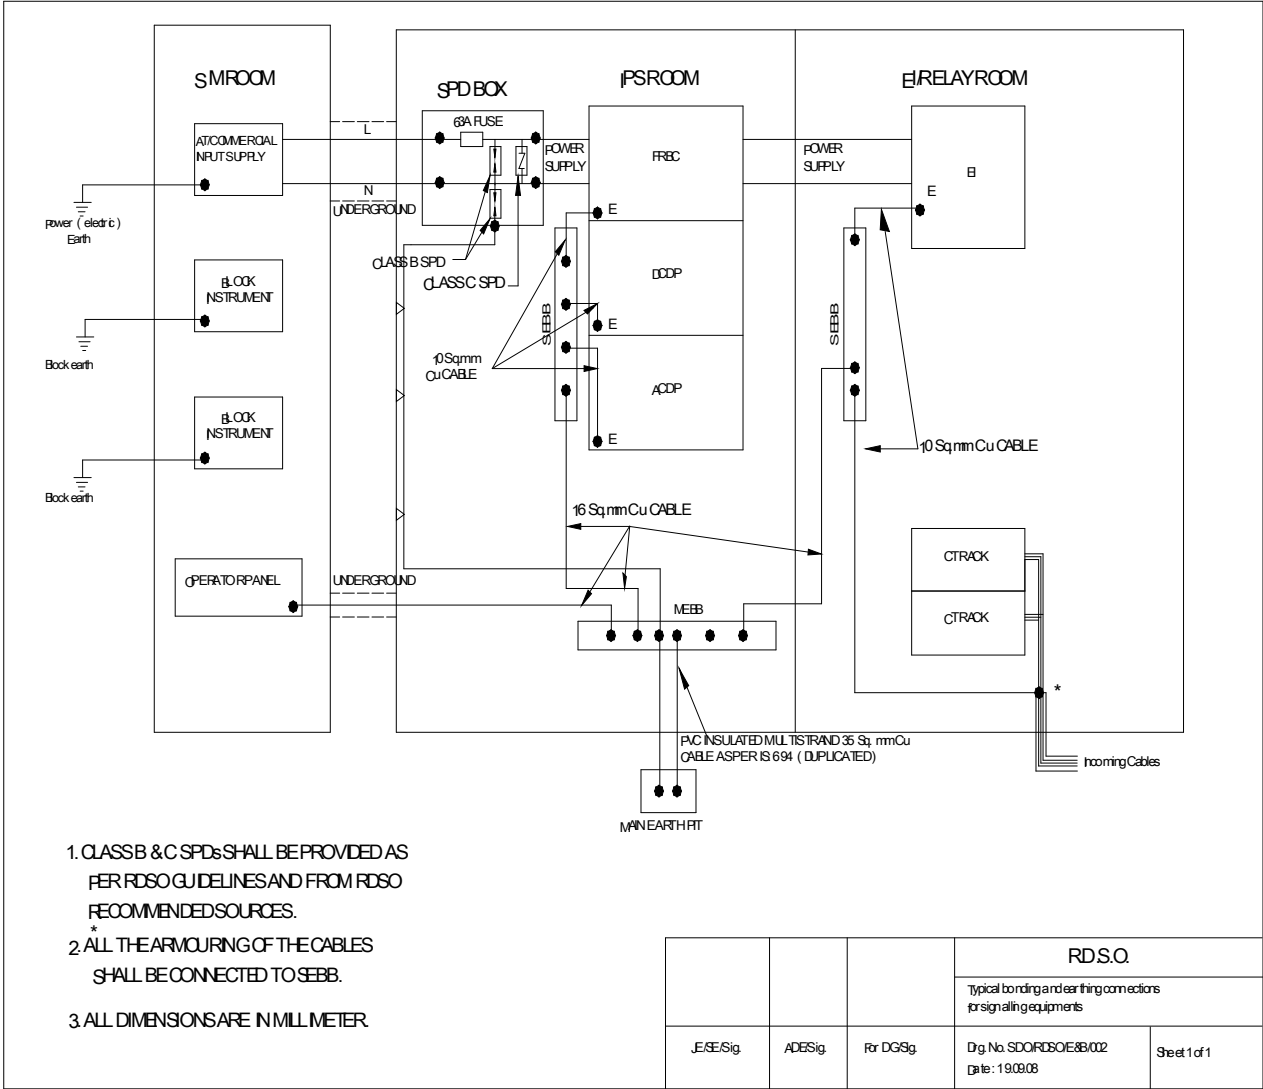 SM ROOM
SPD BOX
IPS ROOM
EI/RELAY ROOM
63A FUSE
L
AT/COMMERCIAL
INPUT SUPPLY
POWER
SUPPLY
FRBC
POWER
SUPPLY
EI
N
UNDERGROUND
E
E
Power ( electric )
Earth
CLASS B SPD
CLASS C SPD
BLOCK
INSTRUMENT
DCDP
SEBB
SEBB
E
Block earth
10 Sq.mm
Cu CABLE
ACDP
BLOCK
INSTRUMENT
E
10 Sq. mm Cu CABLE
Block earth
16 Sq. mm Cu CABLE
OPERATOR PANEL
UNDERGROUND
MEBB
CTRACK
CTRACK
*
PVC INSULATED MULTISTRAND 35 Sq. mm Cu
CABLE AS PER IS:694 ( DUPLICATED)
Incoming Cables
MAIN EARTH PIT
1. CLASS B & C SPDs SHALL BE PROVIDED AS
PER RDSO GUIDELINES AND FROM RDSO
RECOMMENDED SOURCES.
*
2. ALL THE ARMOURING OF THE CABLES
SHALL BE CONNECTED TO SEBB.
3. ALL DIMENSIONS ARE IN MILLIMETER.
R.D.S.O.
Typical bonding and earthing connections
for signalling equipments
JE/SE/Sig.
ADE/Sig.
For DG/Sig.
Drg. No. SDO/RDSO/E&B/002
Date : 19.09.08
Sheet 1 of 1